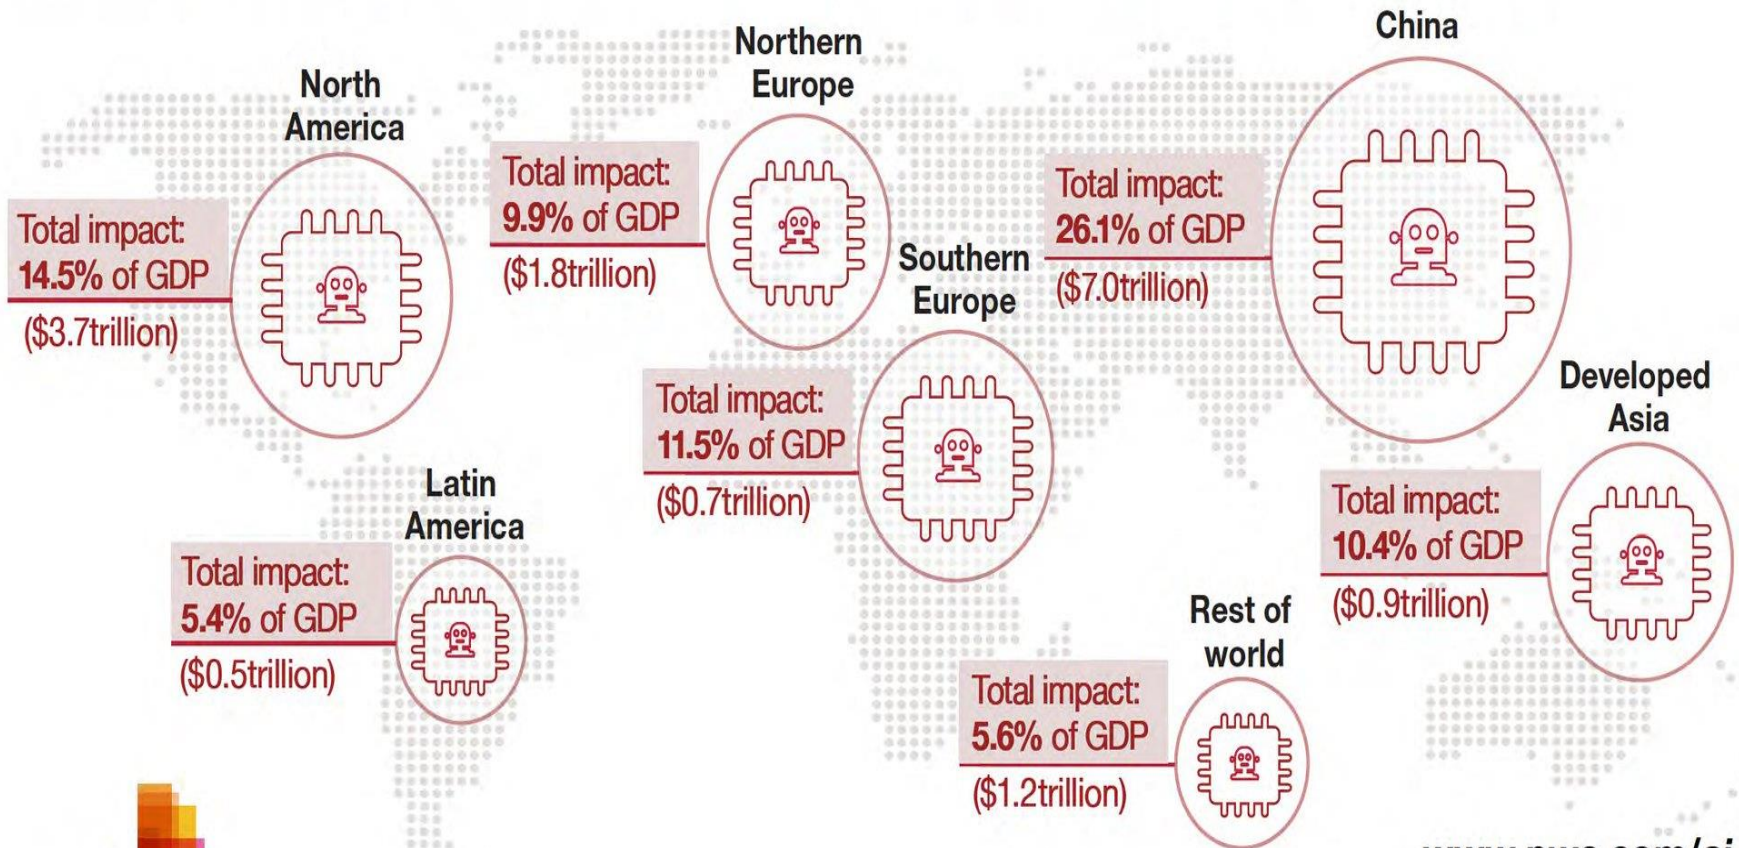 North
America
Total impact:
14.5% of GDP
($3.7trillion)
Northern
Europe
Total impact:
9.9% of GDP
($1.8trillion)
China
Total impact:
26.1% of GDP
($7.0trillion)
Southern
Europe
Total impact:
11.5% of GDP
($0.7trillion)
Developed
Asia
Total impact:
10.4% of GDP
($0.9trillion)
Latin
America
Total impact:
5.4% of GDP
($0.5trillion)
Rest of
world
Total impact:
5.6% of GDP
($1.2trillion)